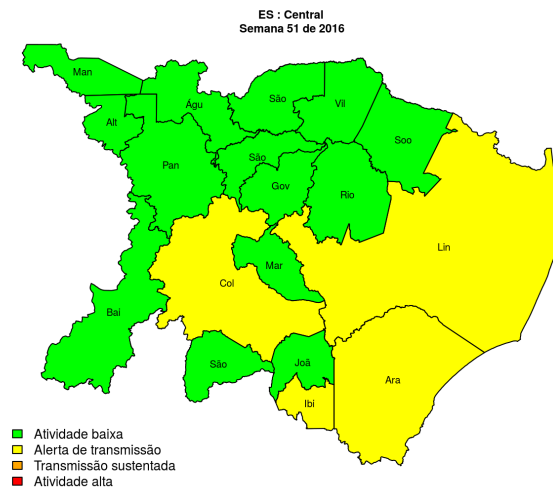 ES : Central
Semana 51 de 2016
Man
Águ
São
Vil
Alt
Soo
Pan
São
Gov
Rio
Lin
Mar
Col
Bai
São
Joã
Ara
Ibi
Atividade baixa
Alerta de transmissão
Transmissão sustentada
Atividade alta